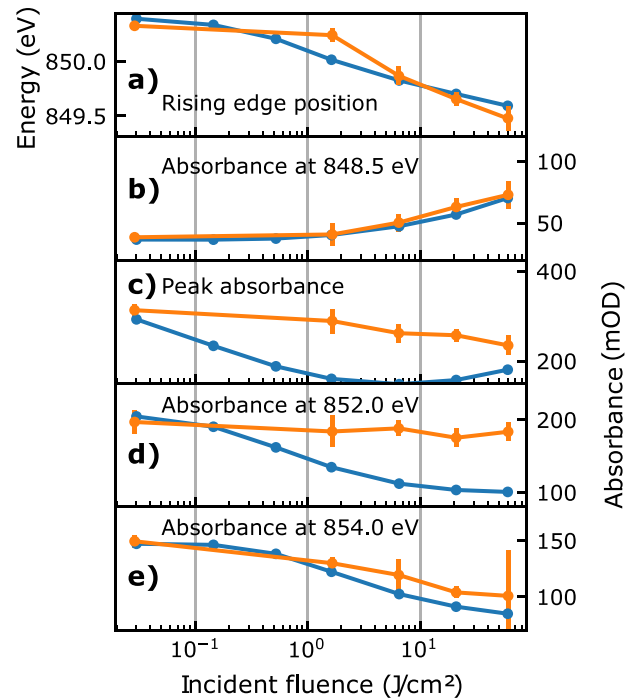 Energy (eV)
850.0
849.5
a)
Rising edge position
b)
Absorbance at 848.5 eV
100
50
c)
Peak absorbance
400
200
Absorbance (mOD)
d)
Absorbance at 852.0 eV
200
100
e)
Absorbance at 854.0 eV
150
100
10⁻¹ 10⁰ 10¹
Incident fluence (J/cm²)